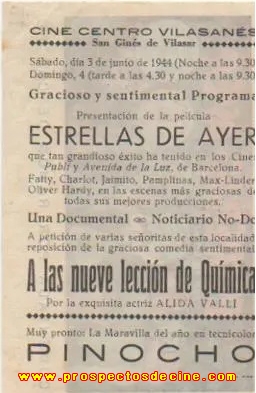 CINE CENTRO VILASANÉS
San Ginés de Vilasar
Sábado, día 3 de junio de 1944 (Noche a las 9.30
Domingo, 4 (tarde a las 4.30 y noche a las 9.30
Gracioso y sentimental Programa
Presentación de la película
ESTRELLAS DE AYER
que tan grandioso éxito ha tenido en los Cines
Publi y Avenida de la Luz, de Barcelona.
Fatty, Charlot, Jaimito, Pamplinas, Max-Linder
Oliver Hardy, en las escenas más graciosas de
todas sus mejores producciones.
Una Documental Noticiario No-Do
A petición de varias señoritas de esta localidad
reposición de la graciosa comedia sentimental
A las nueve lección de Química
Por la exquisita actriz ALIDA VALLI
Muy pronto: La Maravilla del año en tecnicolor
PINOCHO
www.prospectosdecine.com